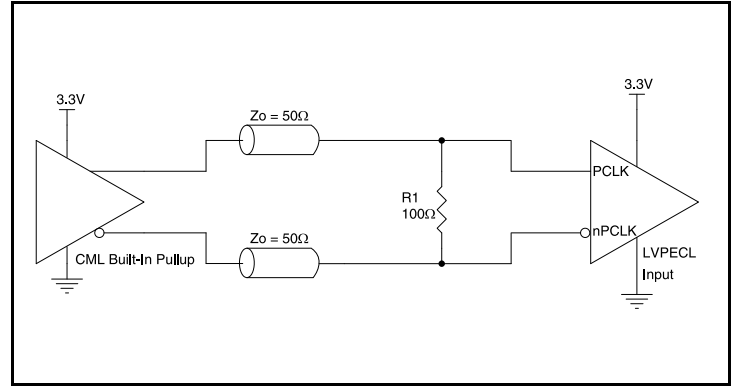 3.3V
3.3V
Zo = 50Ω
PCLK
R1
100Ω
nPCLK
Zo = 50Ω
CML Built-In Pullup
LVPECL
Input